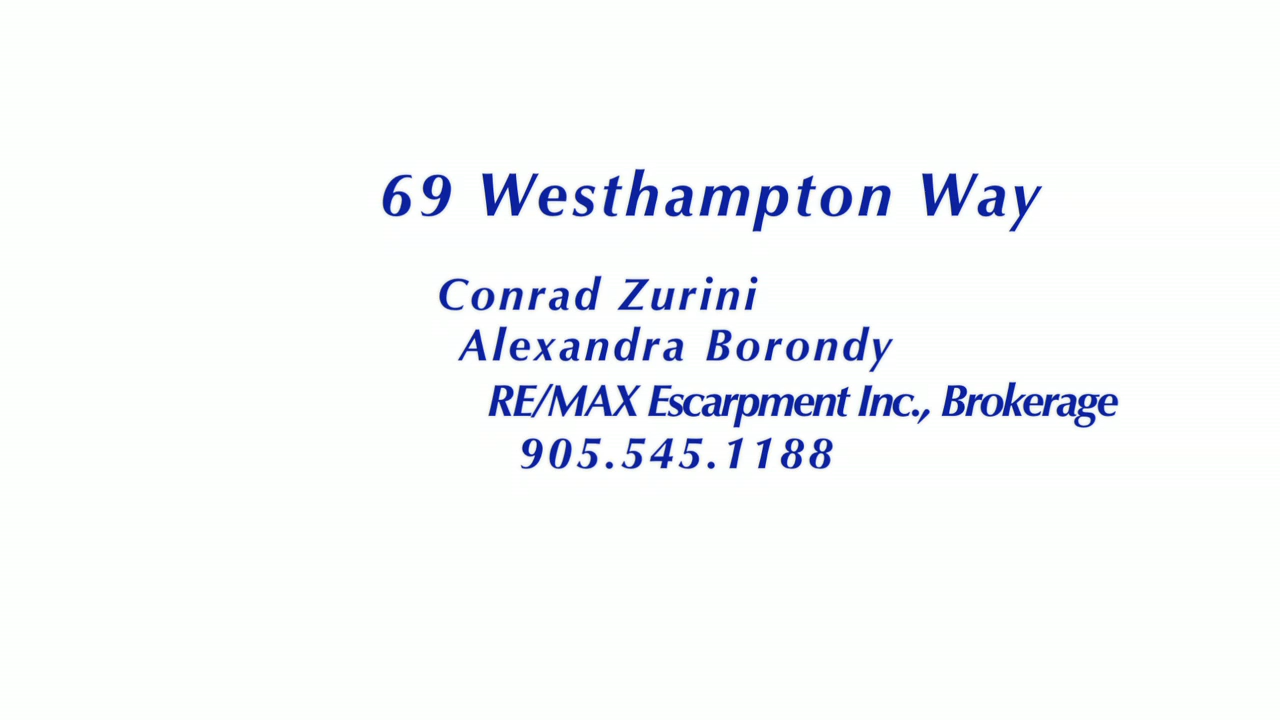 69 Westhampton Way
Conrad Zurini
Alexandra Borondy
RE/MAX Escarpment Inc., Brokerage
905.545.1188